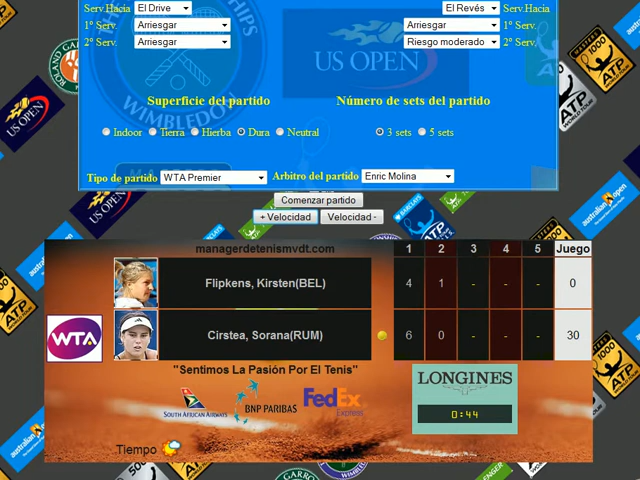 Serv.Hacia El Drive El Revés Serv.Hacia
1º Serv. Arriesgar Arriesgar 1º Serv.
2º Serv. Arriesgar Riesgo moderado 2º Serv.
WIMBLEDON
US OPEN
Superficie del partido Número de sets del partido
Indoor Tierra Hierba Dura Neutral 3 sets 5 sets
Tipo de partido WTA Premier Arbitro del partido Enric Molina
Comenzar partido
+ Velocidad Velocidad -
managerdetenismvdt.com 1 2 3 4 5 Juego
Flipkens, Kirsten(BEL) 4 1 - - - 0
WTA Cirstea, Sorana(RUM) 6 0 - - - 30
"Sentimos La Pasión Por El Tenis"
LONGINES
SOUTH AFRICAN AIRWAYS BNP PARIBAS FedEx Express
0:44
Tiempo